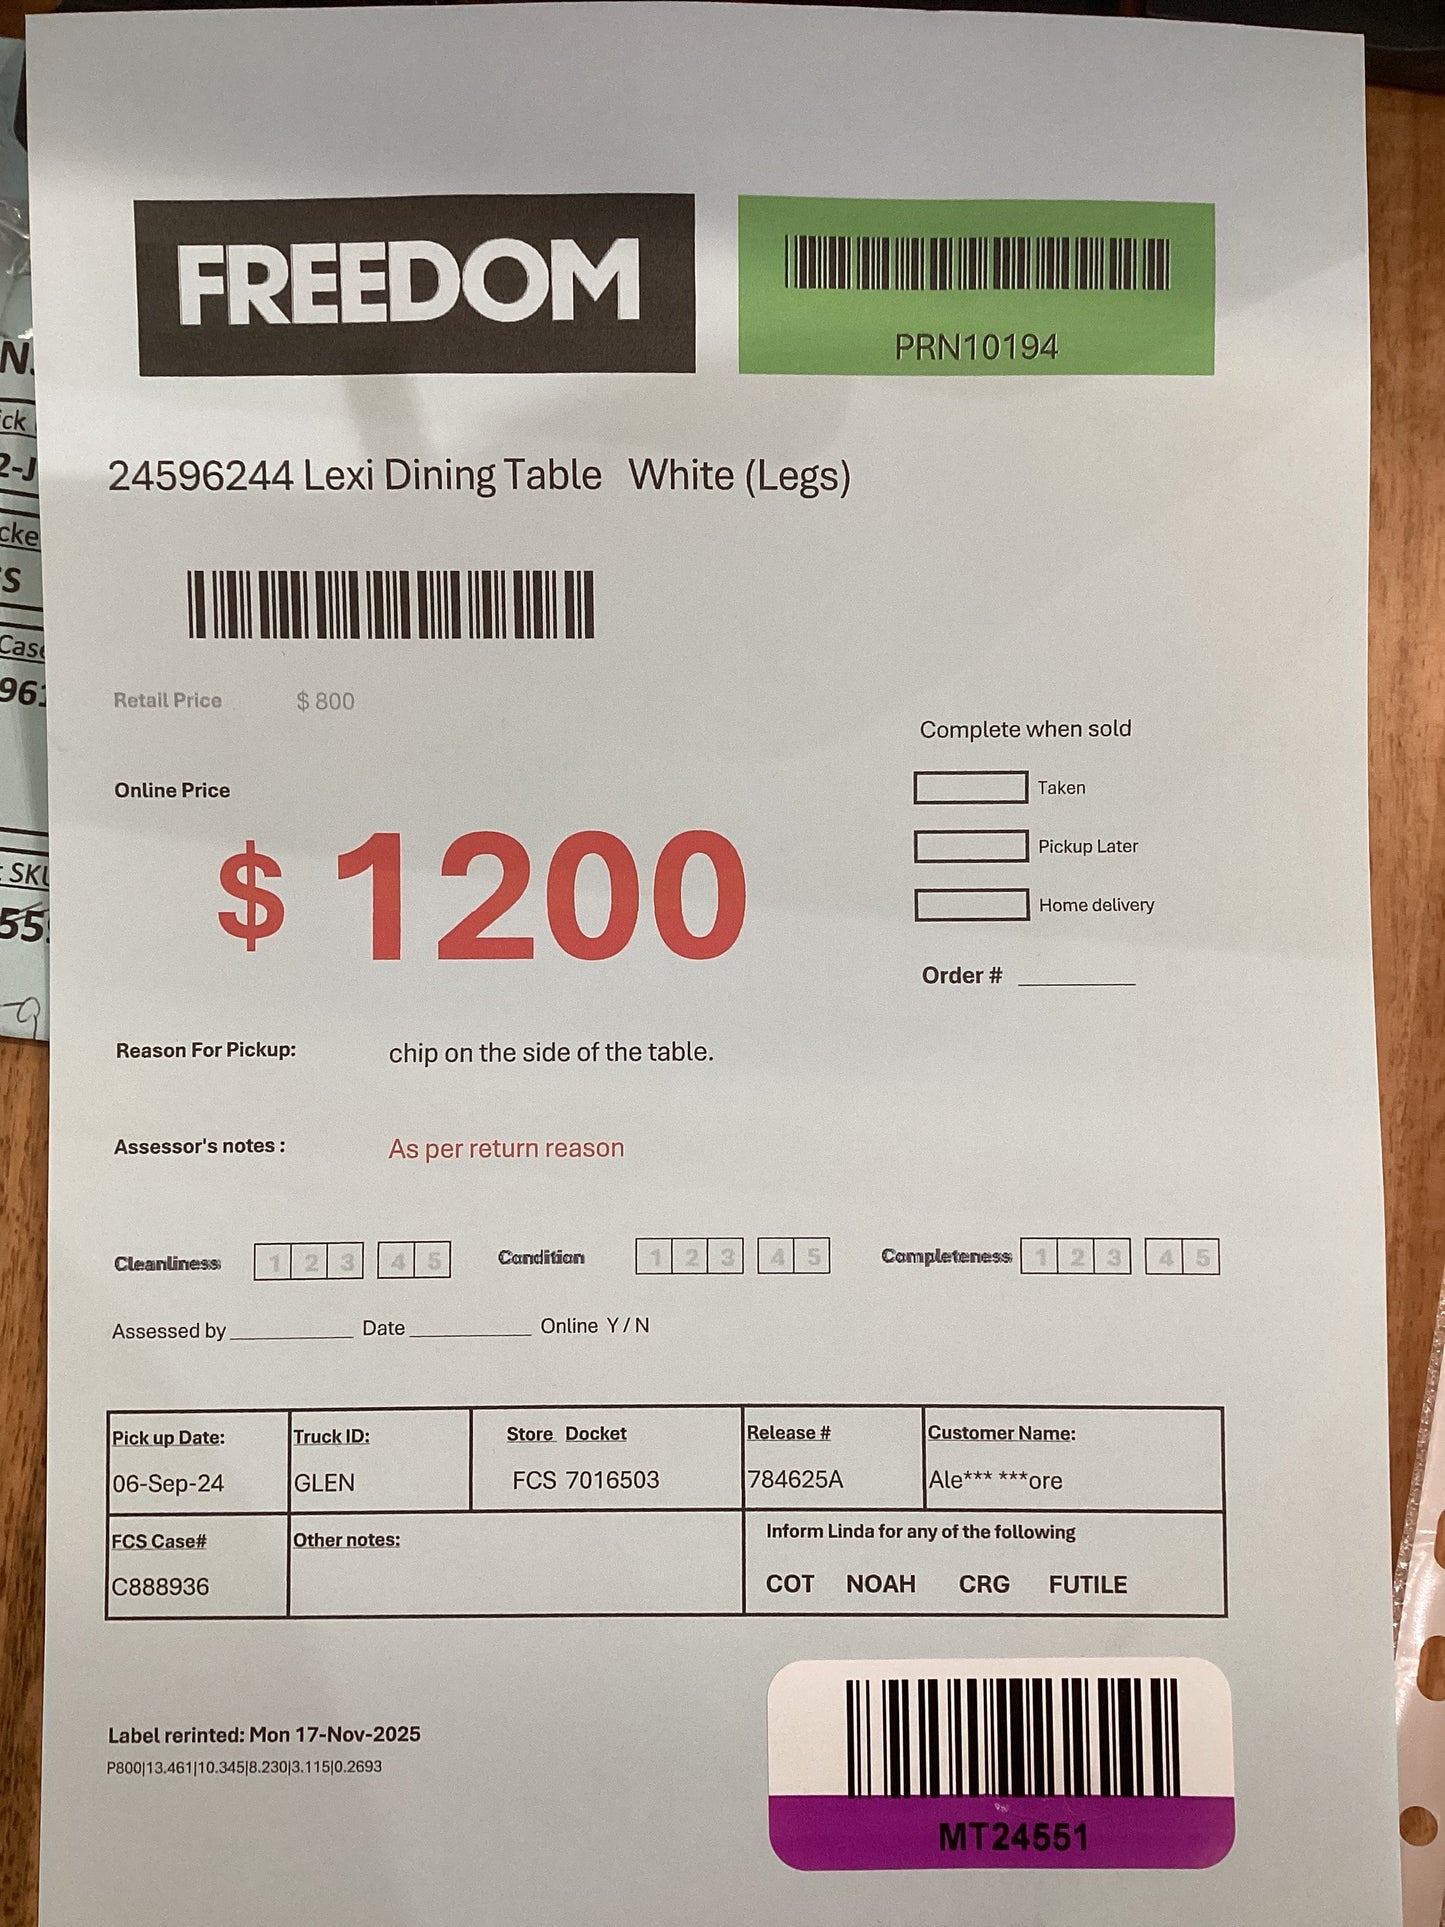 FREEDOM
PRN10194
24596244 Lexi Dining Table White (Legs)
Retail Price $ 800
Complete when sold
Taken
Online Price
$ 1200
Pickup Later
Home delivery
Order #
Reason For Pickup: chip on the side of the table.
Assessor's notes : As per return reason
Cleanliness 1 2 3 4 5 Condition 1 2 3 4 5 Completeness 1 2 3 4 5
Assessed by Date Online Y / N
Pick up Date: Truck ID: Store Docket Release # Customer Name:
06-Sep-24 GLEN FCS 7016503 784625A Ale*** ***ore
FCS Case# Other notes: Inform Linda for any of the following
C888936 COT NOAH CRG FUTILE
Label rerinted: Mon 17-Nov-2025
P800|13.461|10.345|8.230|3.115|0.2693
MT24551